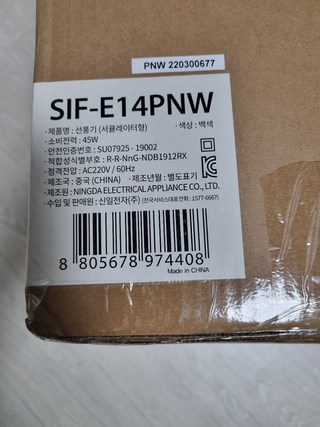 PNW 220300677
SIF-E14PNW
· 제품명 : 선풍기 (서큘레이터형) · 색상 : 백색
· 소비전력 : 45W
· 안전인증번호 : SU07925 - 19002
· 적합성식별부호 : R-R-NnG-NDB1912RX
· 정격전압 : AC220V / 60Hz
· 제조국 : 중국 (CHINA) · 제조년월 : 별도표기
· 제조원 : NINGDA ELECTRICAL APPLIANCE CO., LTD.
· 수입 및 판매원 : 신일전자(주) (전국서비스대표전화 : 1577-6667)
8 805678 974408
Made in CHINA